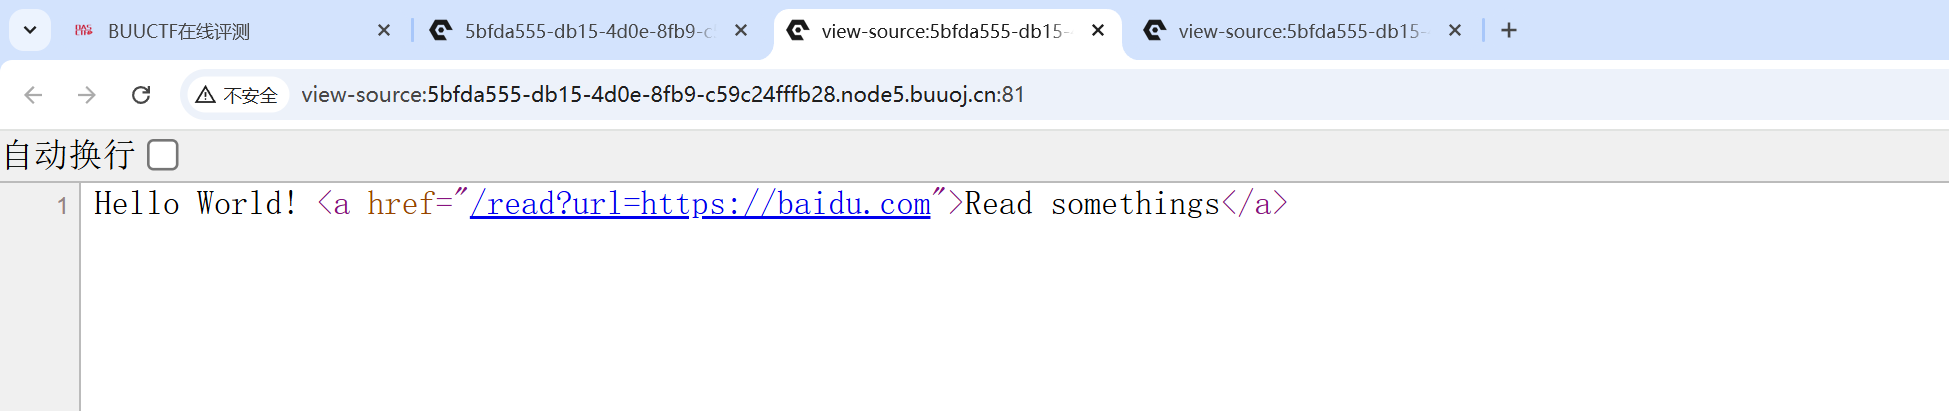 BUUCTF在线评测
5bfda555-db15-4d0e-8fb9-c5
view-source:5bfda555-db15-
view-source:5bfda555-db15-
不安全
view-source:5bfda555-db15-4d0e-8fb9-c59c24fffb28.node5.buuoj.cn:81
自动换行
1 Hello World! <a href="/read?url=https://baidu.com">Read somethings</a>